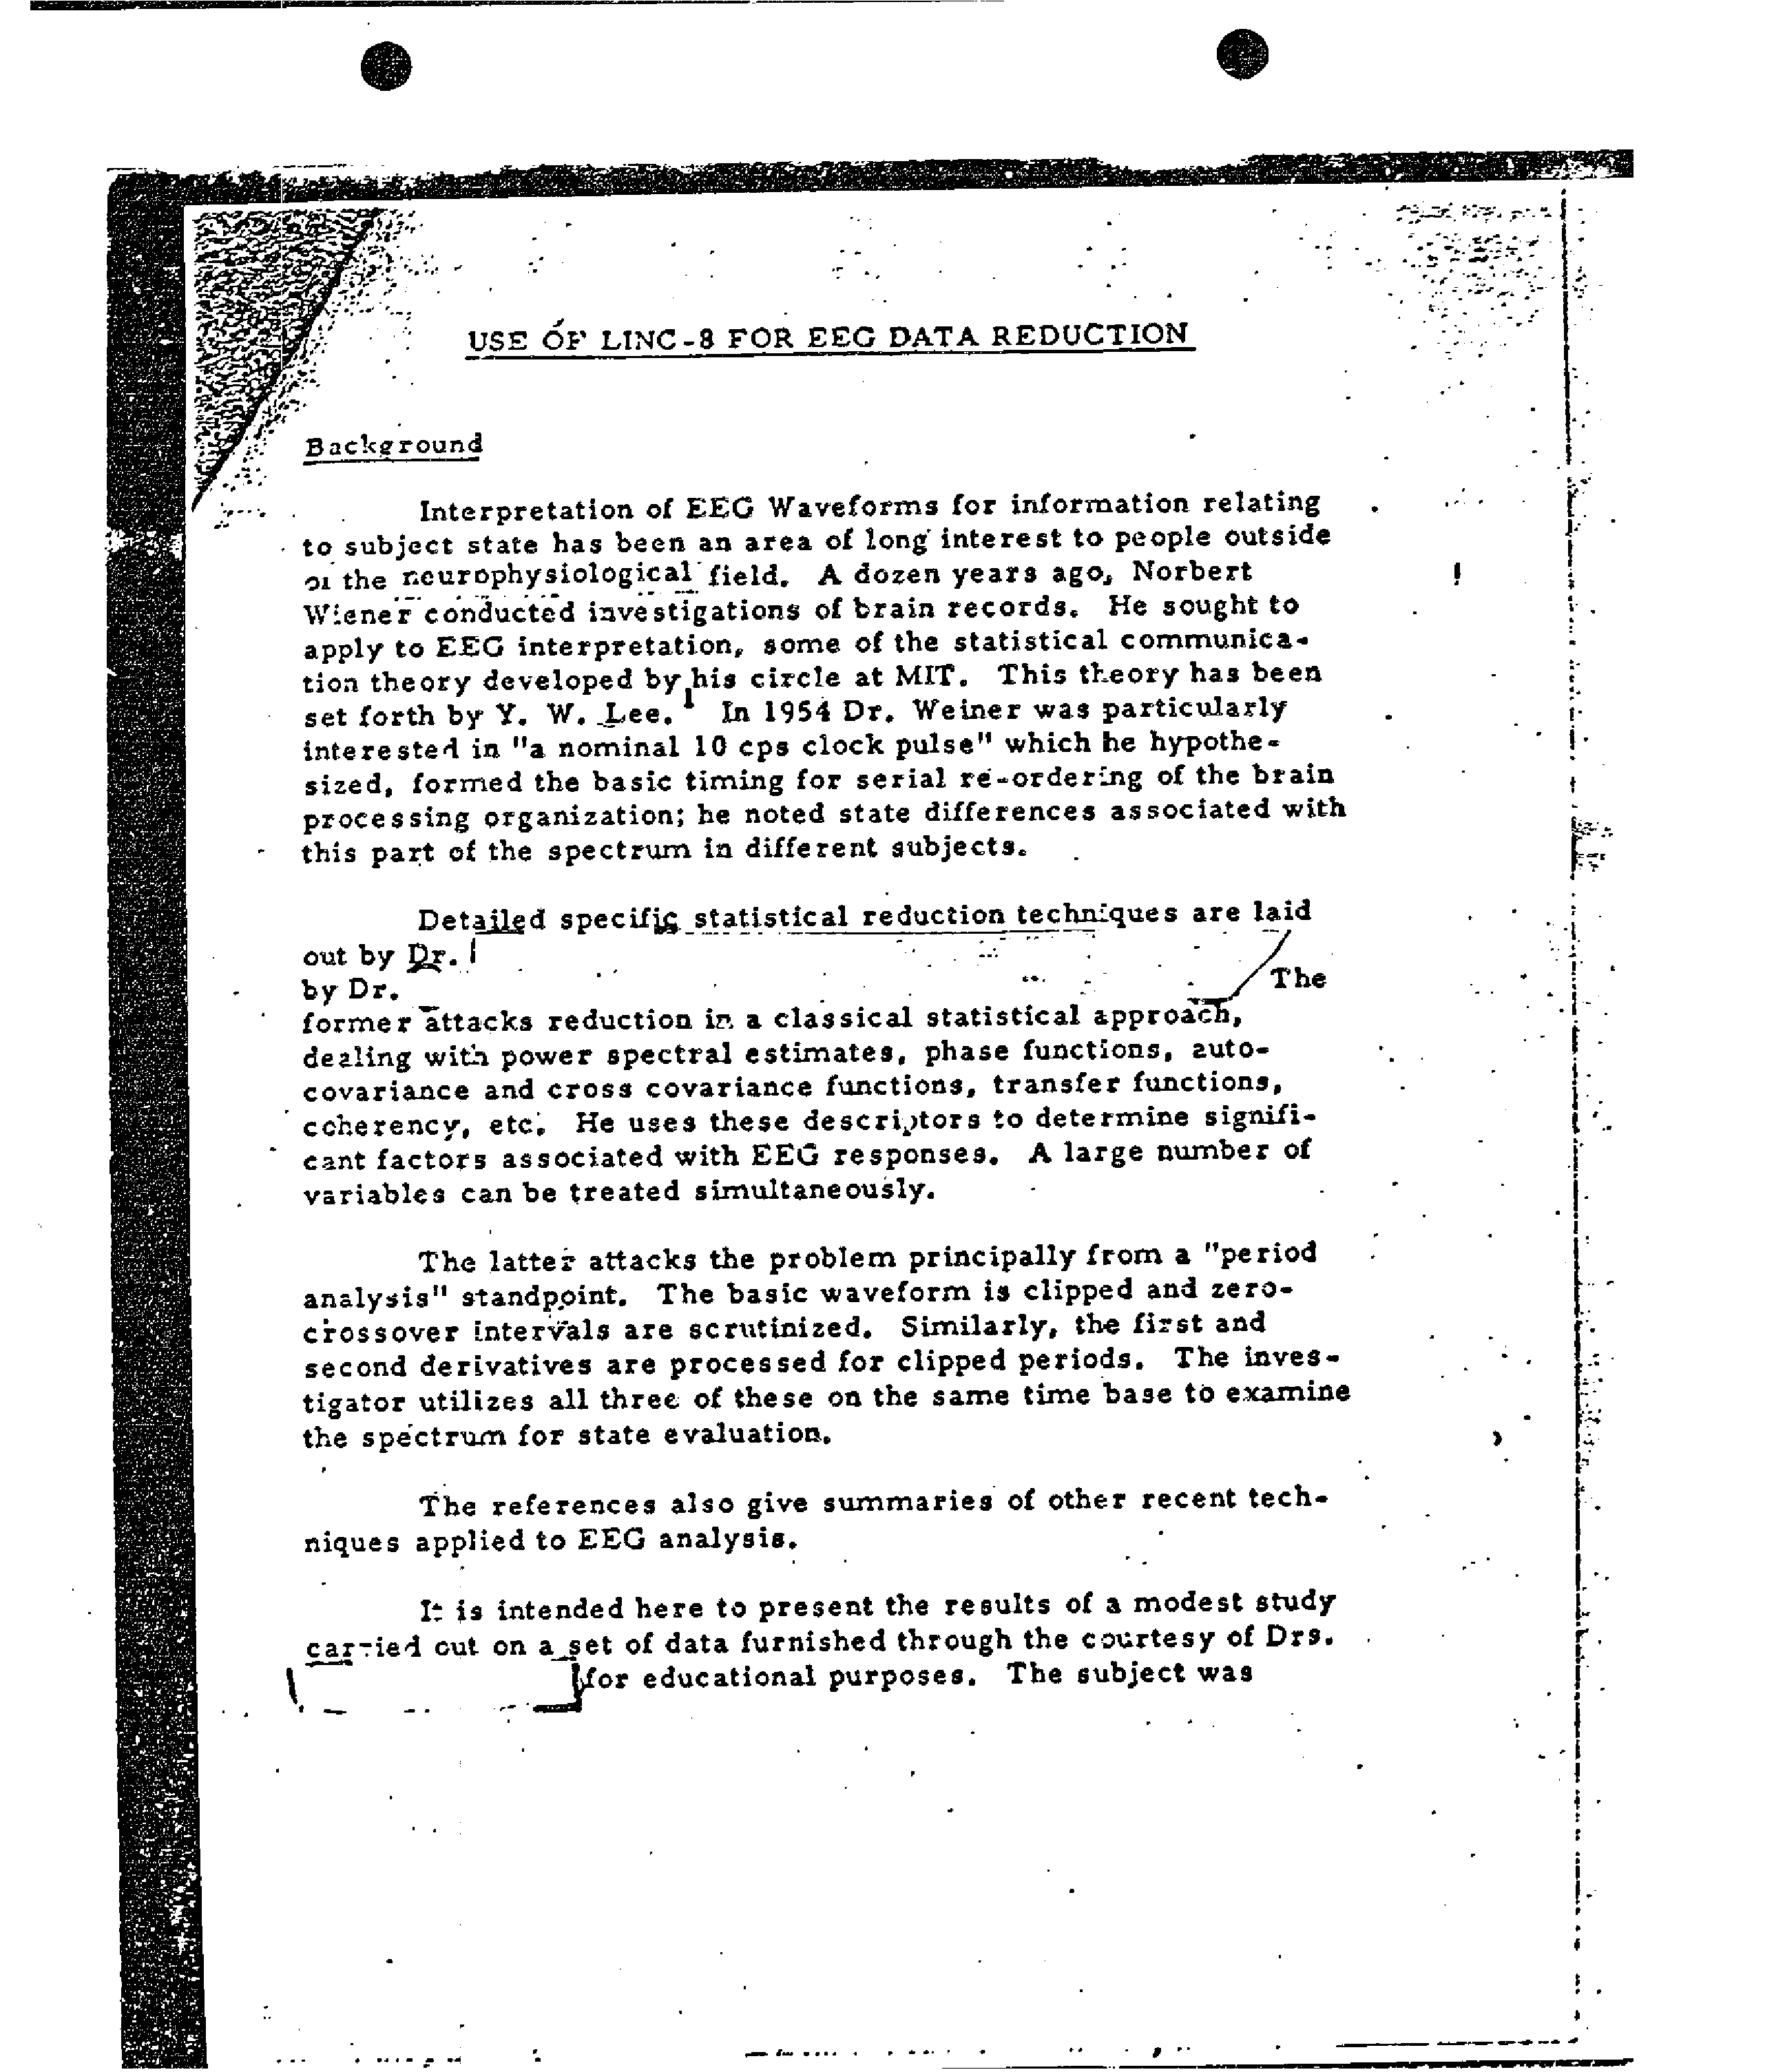 USE OF LINC-8 FOR EEG DATA REDUCTION
Background
Interpretation of EEG Waveforms for information relating
to subject state has been an area of long interest to people outside
of the neurophysiological field. A dozen years ago, Norbert
Wiener conducted investigations of brain records. He sought to
apply to EEG interpretation, some of the statistical communica-
tion theory developed by his circle at MIT. This theory has been
set forth by Y. W. Lee. 1 In 1954 Dr. Weiner was particularly
interested in "a nominal 10 cps clock pulse" which he hypothe-
sized, formed the basic timing for serial re-ordering of the brain
processing organization; he noted state differences associated with
this part of the spectrum in different subjects.
Detailed specific statistical reduction techniques are laid
out by Dr.
by Dr. The
former attacks reduction in a classical statistical approach,
dealing with power spectral estimates, phase functions, auto-
covariance and cross covariance functions, transfer functions,
coherency, etc. He uses these descriptors to determine signifi-
cant factors associated with EEG responses. A large number of
variables can be treated simultaneously.
The latter attacks the problem principally from a "period
analysis" standpoint. The basic waveform is clipped and zero-
crossover intervals are scrutinized. Similarly, the first and
second derivatives are processed for clipped periods. The inves-
tigator utilizes all three of these on the same time base to examine
the spectrum for state evaluation.
The references also give summaries of other recent tech-
niques applied to EEG analysis.
It is intended here to present the results of a modest study
carried out on a set of data furnished through the courtesy of Drs.
for educational purposes. The subject was